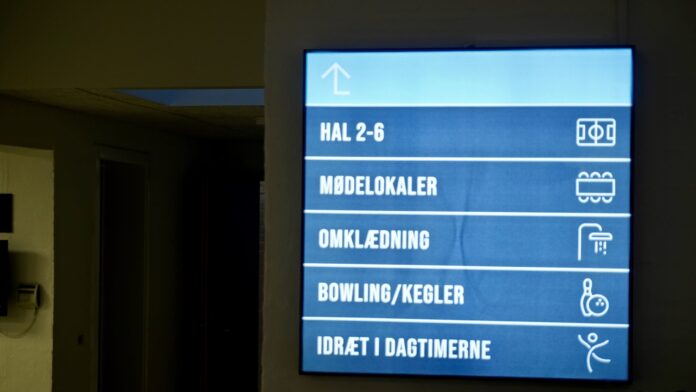 HAL 2-6
MØDELOKALER
OMKLÆDNING
BOWLING/KEGLER
IDRÆT I DAGTIMERNE